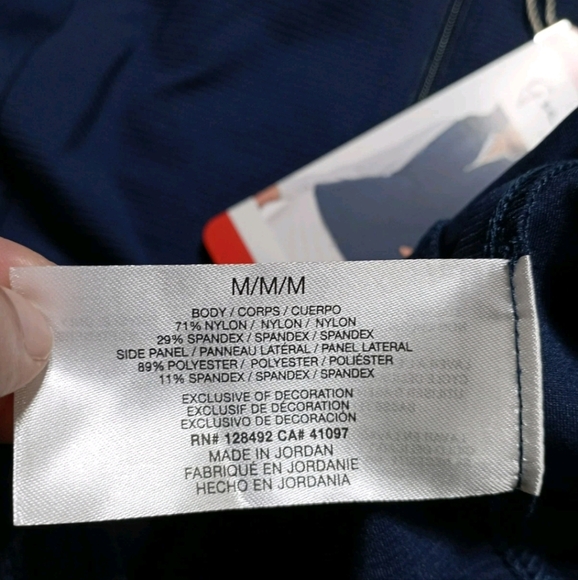 M/M/M
BODY / CORPS / CUERPO
71% NYLON / NYLON / NYLON
29% SPANDEX / SPANDEX / SPANDEX
SIDE PANEL / PANNEAU LATÉRAL / PANEL LATERAL
89% POLYESTER / POLYESTER / POLIÉSTER
11% SPANDEX / SPANDEX / SPANDEX
EXCLUSIVE OF DECORATION
EXCLUSIF DE DÉCORATION
EXCLUSIVO DE DECORACIÓN
RN# 128492 CA# 41097
MADE IN JORDAN
FABRIQUÉ EN JORDANIE
HECHO EN JORDANIA